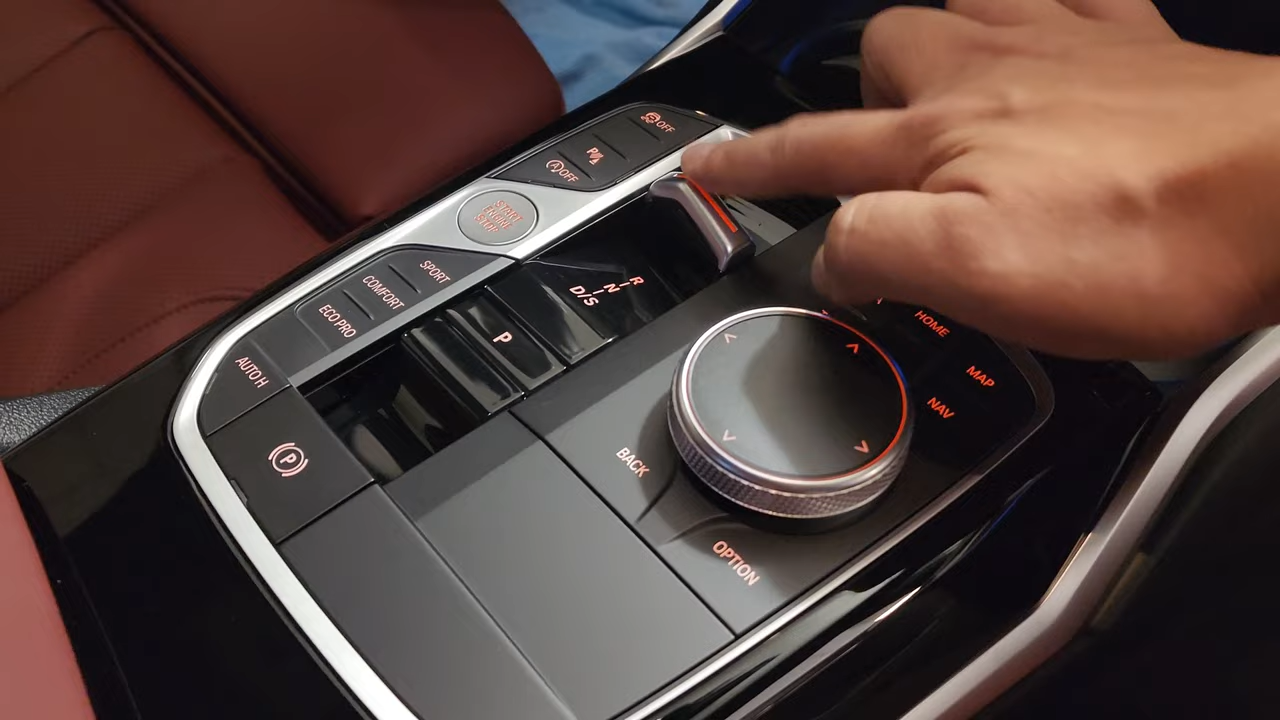 OFF
P
(A)OFF
START
ENGINE
STOP
SPORT
COMFORT
ECO PRO
AUTO H
P
R
N
D/S
P
HOME
MAP
NAV
BACK
OPTION